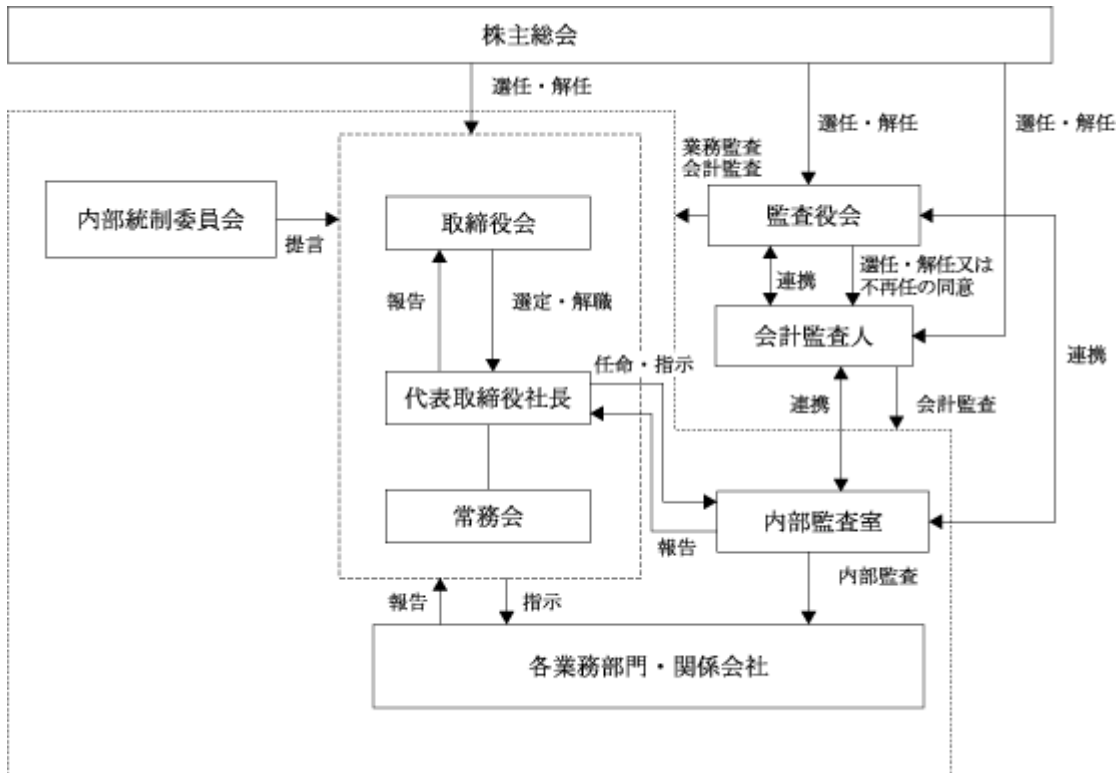 株主総会
選任・解任
選任・解任
選任・解任
業務監査
会計監査
内部統制委員会
提言
取締役会
監査役会
報告
選定・解職
連携
選任・解任又は
不再任の同意
会計監査人
連携
任命・指示
代表取締役社長
連携
会計監査
常務会
内部監査室
報告
内部監査
報告
指示
各業務部門・関係会社